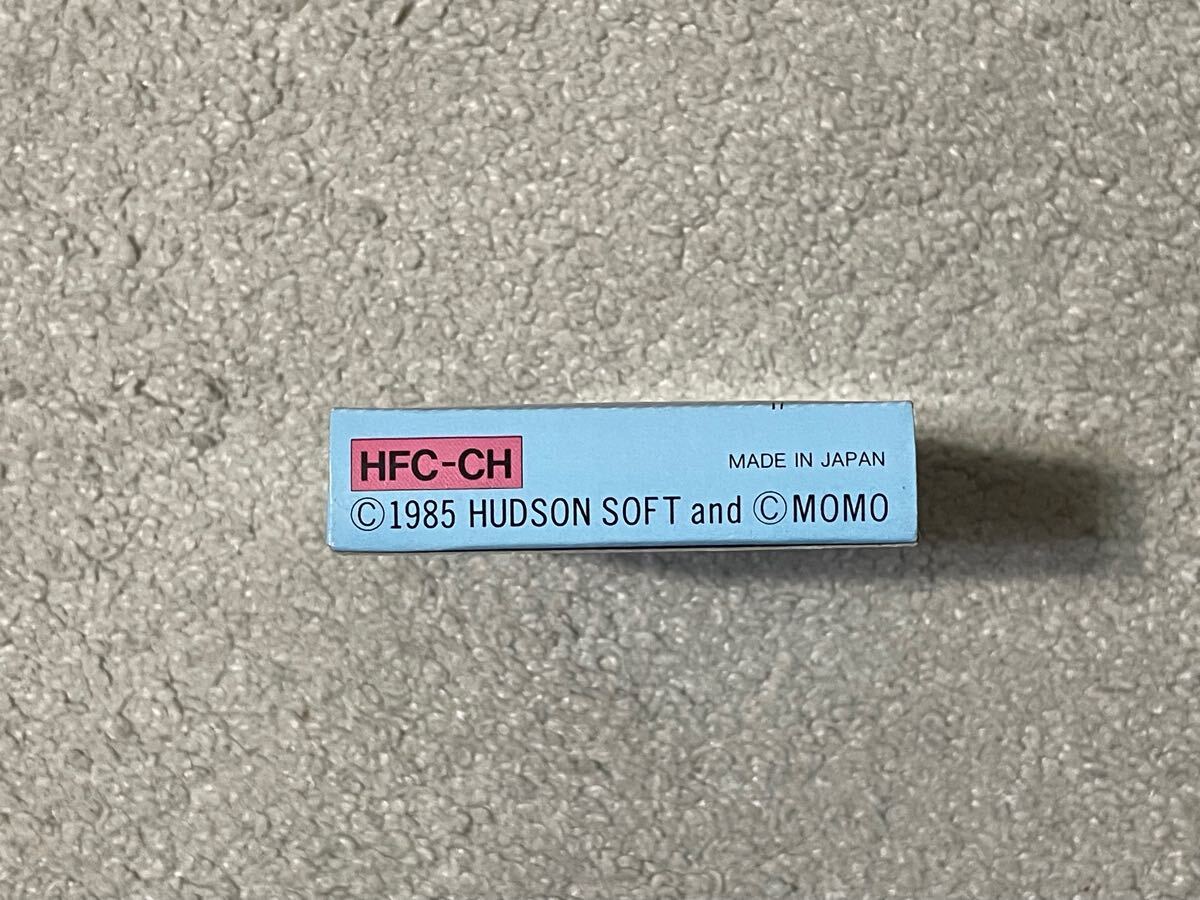 HFC-CH
MADE IN JAPAN
©1985 HUDSON SOFT and ©MOMO